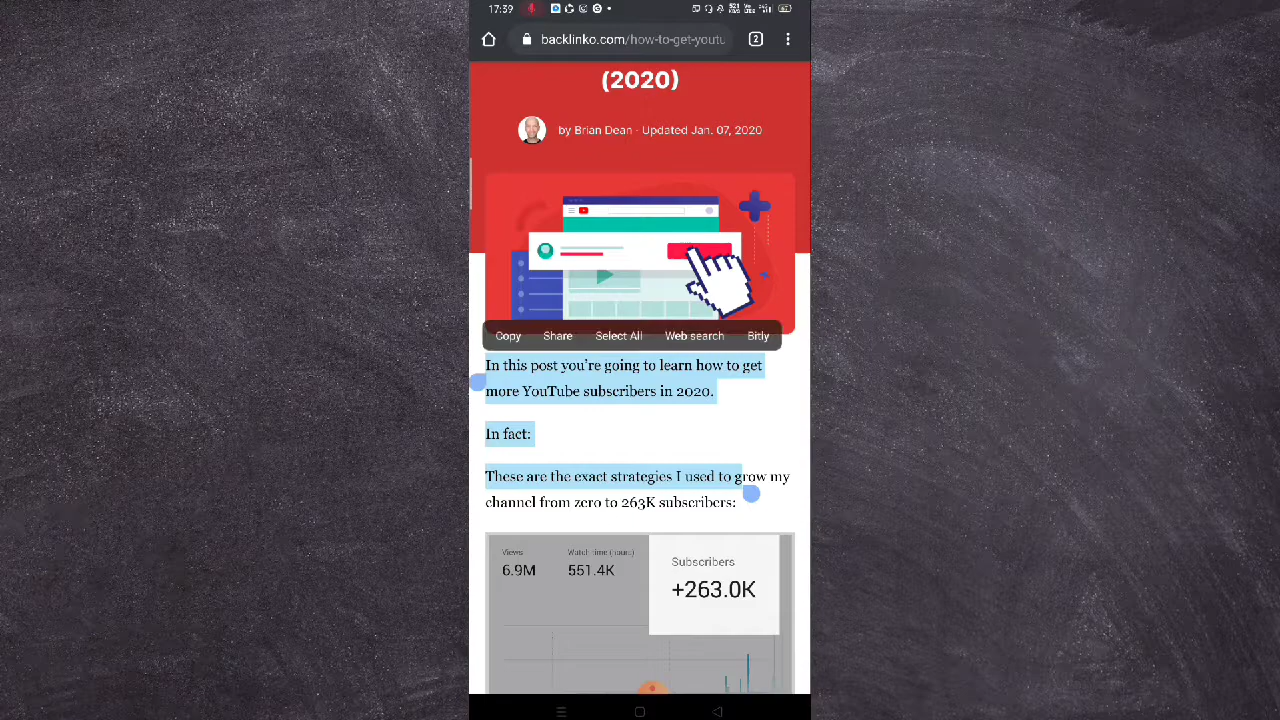 17:39
backlinko.com/how-to-get-youtu
2
(2020)
by Brian Dean - Updated Jan. 07, 2020
Copy Share Select All Web search Bitly
In this post you're going to learn how to get
more YouTube subscribers in 2020.
In fact:
These are the exact strategies I used to grow my
channel from zero to 263K subscribers:
Views Watch time (hours) Subscribers
6.9M 551.4K +263.0K